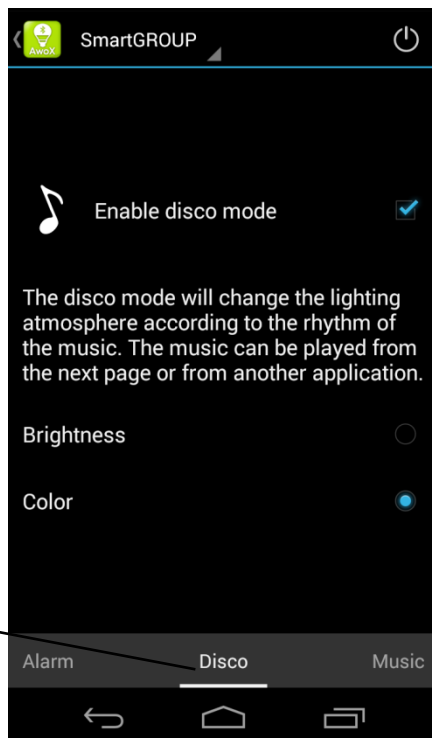 AwoX
SmartGROUP
Enable disco mode
The disco mode will change the lighting
atmosphere according to the rhythm of
the music. The music can be played from
the next page or from another application.
Brightness
Color
Alarm Disco Music